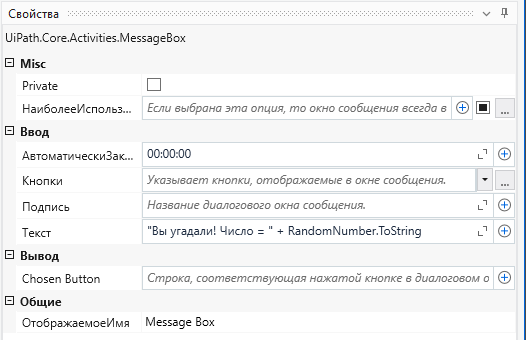 Свойства
UiPath.Core.Activities.MessageBox
Misc
Private
НаиболееИспольз... Если выбрана эта опция, то окно сообщения всегда в ...
Ввод
АвтоматическиЗак... 00:00:00
Кнопки Указывает кнопки, отображаемые в окне сообщения. ...
Подпись Название диалогового окна сообщения.
Текст "Вы угадали! Число = " + RandomNumber.ToString
Вывод
Chosen Button Строка, соответствующая нажатой кнопке в диалоговом о
Общие
ОтображаемоеИмя Message Box